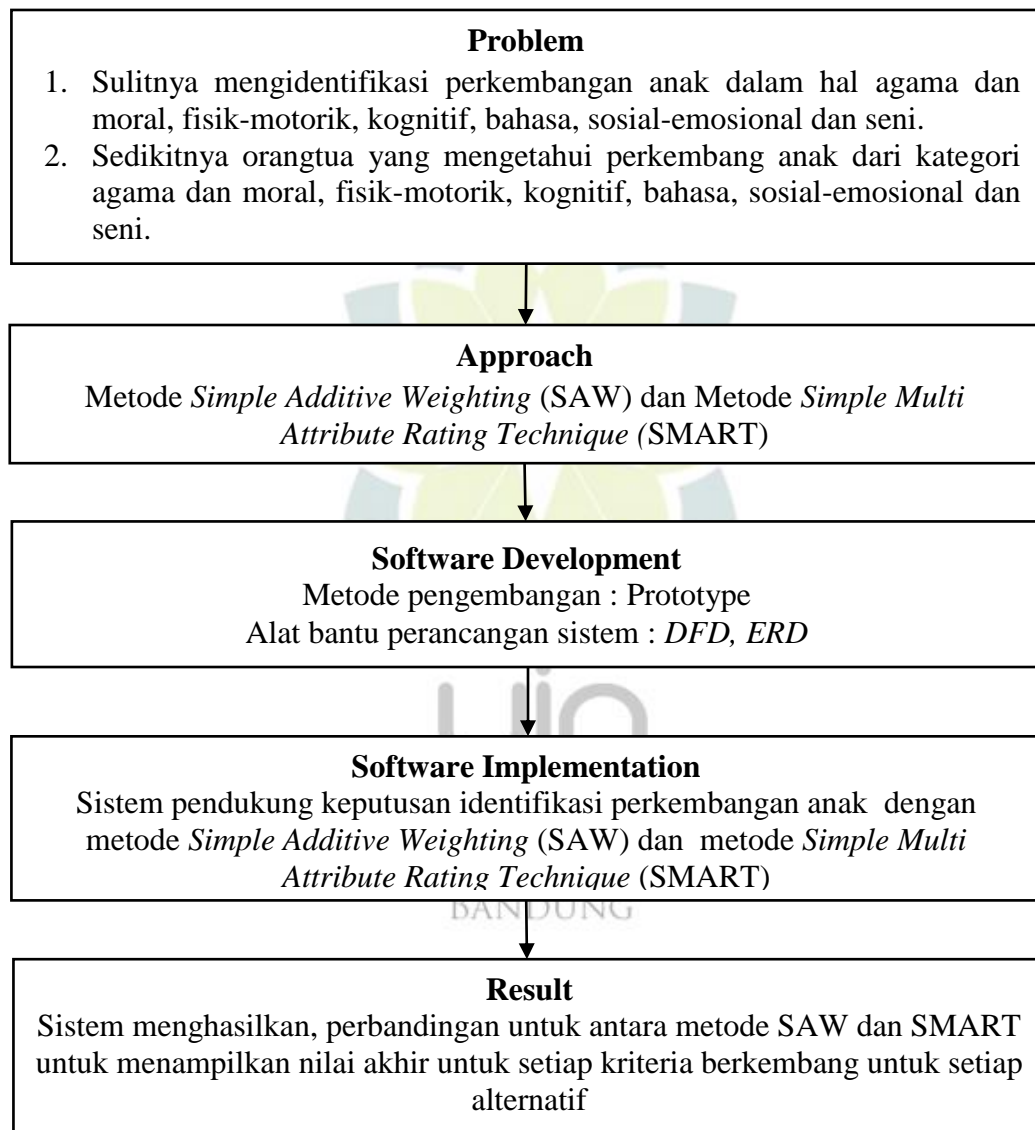 Problem
1. Sulitnya mengidentifikasi perkembangan anak dalam hal agama dan
moral, fisik-motorik, kognitif, bahasa, sosial-emosional dan seni.
2. Sedikitnya orangtua yang mengetahui perkembang anak dari kategori
agama dan moral, fisik-motorik, kognitif, bahasa, sosial-emosional dan
seni.
Approach
Metode Simple Additive Weighting (SAW) dan Metode Simple Multi
Attribute Rating Technique (SMART)
Software Development
Metode pengembangan : Prototype
Alat bantu perancangan sistem : DFD, ERD
uin
Software Implementation
Sistem pendukung keputusan identifikasi perkembangan anak dengan
metode Simple Additive Weighting (SAW) dan metode Simple Multi
Attribute Rating Technique (SMART)
BANDUNG
Result
Sistem menghasilkan, perbandingan untuk antara metode SAW dan SMART
untuk menampilkan nilai akhir untuk setiap kriteria berkembang untuk setiap
alternatif